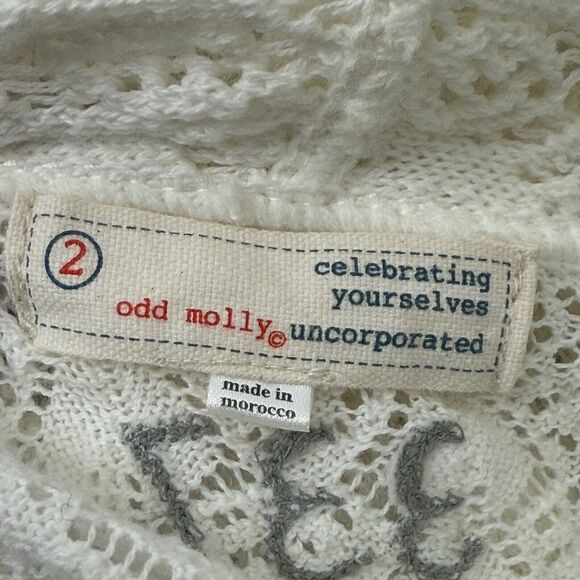 2
celebrating
yourselves
odd molly© uncorporated
made in
morocco